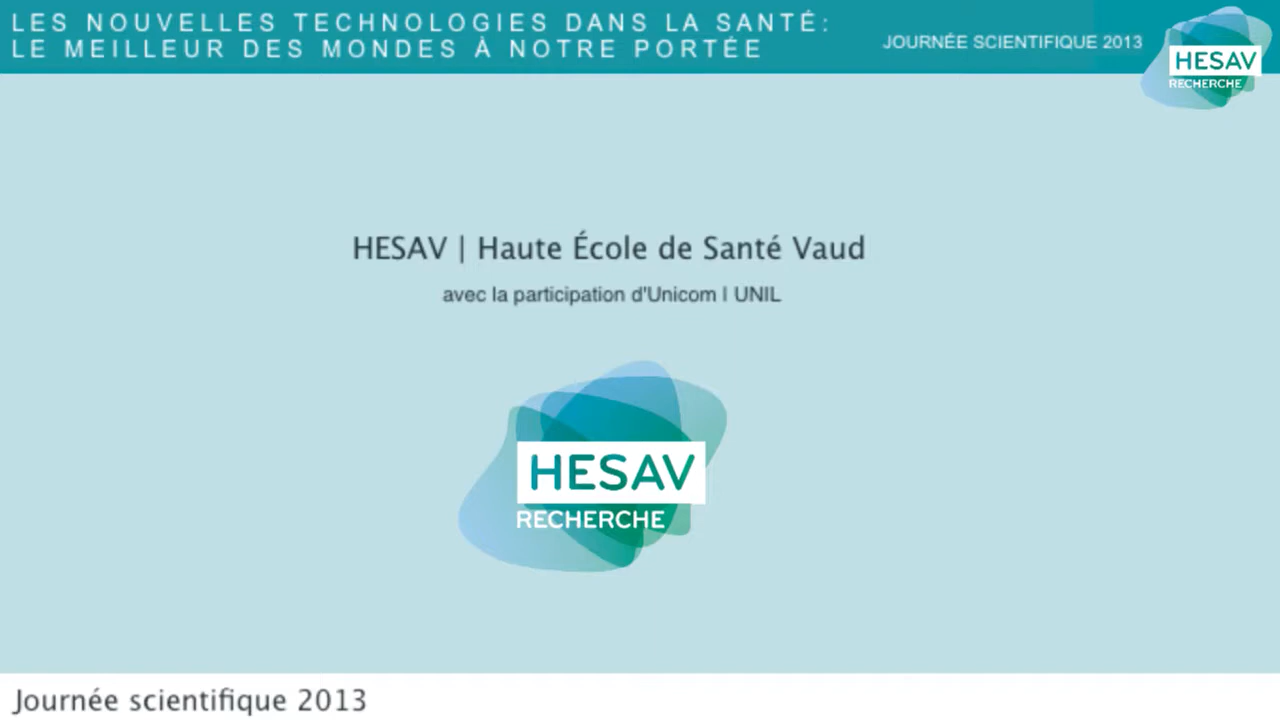 LES NOUVELLES TECHNOLOGIES DANS LA SANTÉ:
LE MEILLEUR DES MONDES À NOTRE PORTÉE
JOURNÉE SCIENTIFIQUE 2013
HESAV
RECHERCHE
HESAV | Haute École de Santé Vaud
avec la participation d'Unicom I UNIL
HESAV
RECHERCHE
Journée scientifique 2013